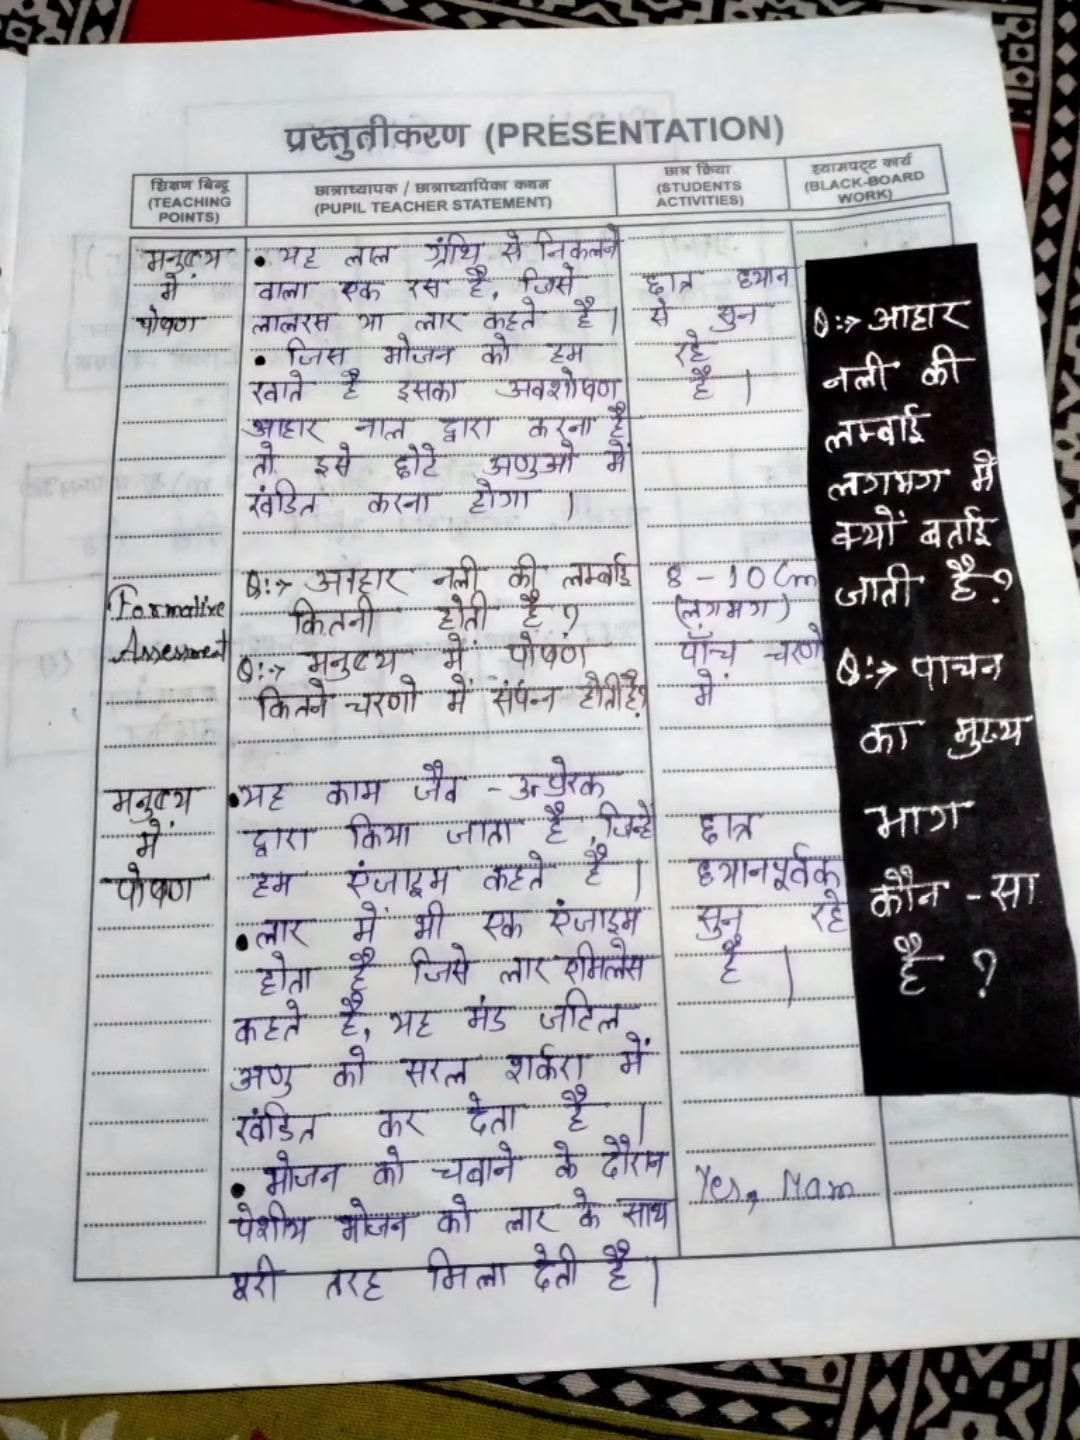 प्रस्तुतीकरण (PRESENTATION)
शिक्षण बिन्दू
(TEACHING
POINTS)
छात्राध्यापक / छात्राध्यापिका कथन
(PUPIL TEACHER STATEMENT)
छात्र क्रिया
(STUDENTS
ACTIVITIES)
श्यामपट्ट कार्य
(BLACK-BOARD
WORK)
मनुष्य
में
पोषण
• यह लाल ग्रंथि से निकलने
वाला एक रस है, जिसे
लालरस या लार कहते है।
• जिस भोजन को हम
खाते है इसका अवशोषण
आहार नाल द्वारा करना है
तो इसे छोटे अणुओ में
खंडित करना होगा ।
छात्र ध्यान
से सुन
रहे
है ।
Formative
Assessment
Q:→ आहार नली की लम्बाई
कितनी होती है ?
Q:→ मनुष्य में पोषण
कितने चरणो में संपन्न होती है?
8 - 10 Cm
(लगभग)
पाँच चरणो
में
मनुष्य
में
पोषण
• यह काम जैव - उत्प्रेरक
द्वारा किया जाता है, जिन्हे
हम एंजाइम कहते है ।
• लार में भी एक एंजाइम
होता है जिसे लार एमिलेस
कहते है, यह मंड जटिल
अणु को सरल शर्करा में
खंडित कर देता है ।
• भोजन को चबाने के दौरान
पेशीय भोजन को लार के साथ
पूरी तरह मिला देती है ।
छात्र
ध्यानपूर्वक
सुन रहे
है ।
Yes, Mam
Q:→ आहार
नली की
लम्बाई
लगभग में
क्यों बताई
जाती है ?
Q:→ पाचन
का मुख्य
भाग
कौन - सा
है ?